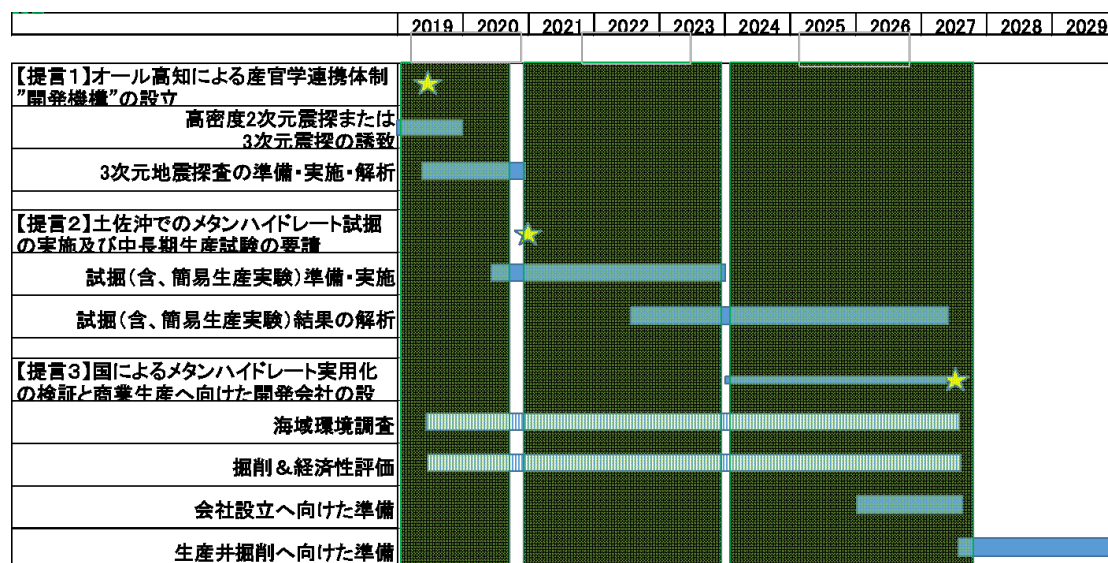 2019 2020 2021 2022 2023 2024 2025 2026 2027 2028 2029
【提言1】オール高知による産官学連携体制
"開発機構"の設立
高密度2次元震探または
3次元震探の誘致
3次元地震探査の準備・実施・解析
【提言2】土佐沖でのメタンハイドレート試掘
の実施及び中長期生産試験の要請
試掘(含、簡易生産実験)準備・実施
試掘(含、簡易生産実験)結果の解析
【提言3】国によるメタンハイドレート実用化
の検証と商業生産へ向けた開発会社の設
海域環境調査
掘削&経済性評価
会社設立へ向けた準備
生産井掘削へ向けた準備